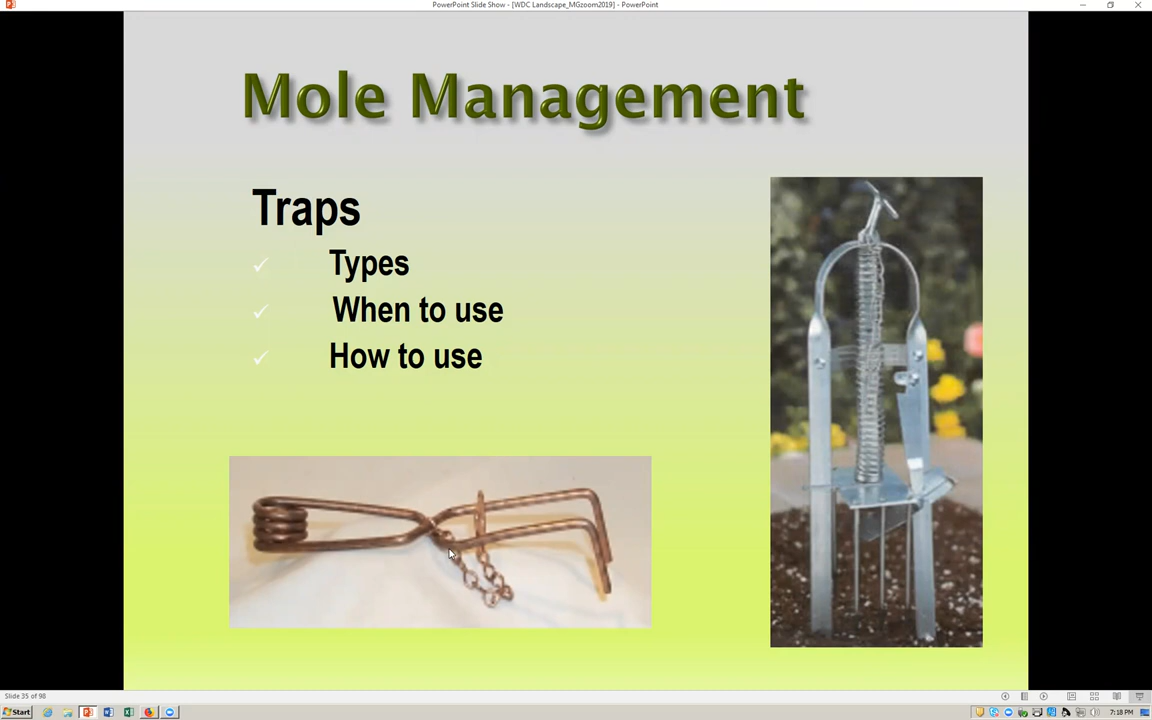 PowerPoint Slide Show - [WDC Landscape_MGzoom2019] - PowerPoint
Mole Management
Traps
Types
When to use
How to use
Slide 35 of 98
Start
7:18 PM